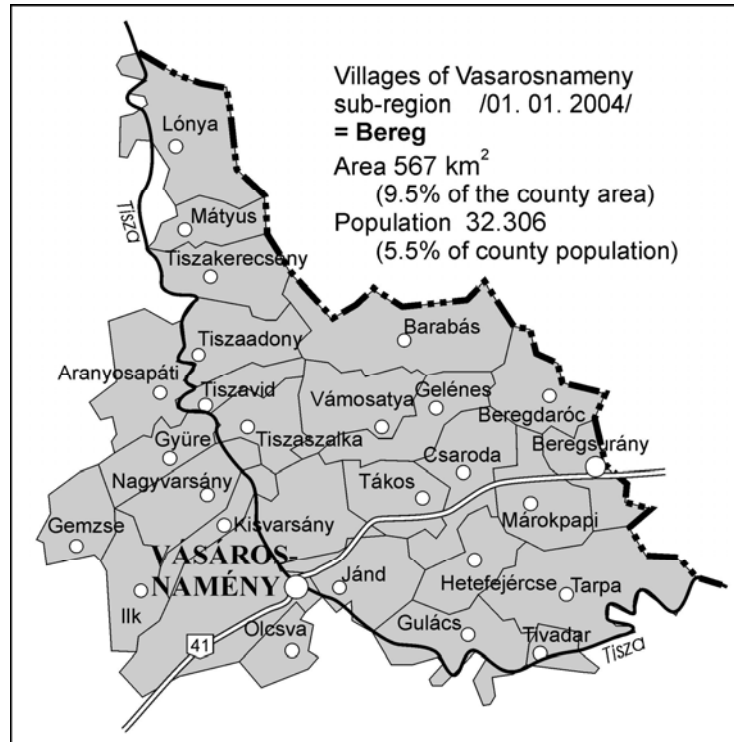 Villages of Vasarosnameny
sub-region /01. 01. 2004/
= Bereg
Area 567 km²
(9.5% of the county area)
Population 32.306
(5.5% of county population)
Lónya
Tisza
Mátyus
Tiszakerecseny
Tiszaadony
Barabás
Aranyosapáti
Tiszavid
Vámosatya
Gelénes
Beregdaróc
Gyüre
Tiszaszalka
Csaroda
Beregsurány
Nagyvarsány
Tákos
Gemzse
Kisvarsány
Márokpapi
VÁSÁROS-
NAMÉNY
Jánd
Hetefejércse
Tarpa
Ilk
Gulács
Tivadar
41
Olcsva
Tisza